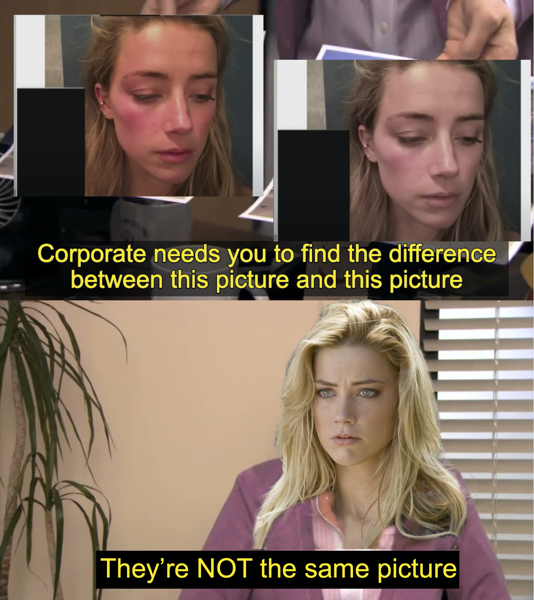 Corporate needs you to find the difference
between this picture and this picture
They're NOT the same picture